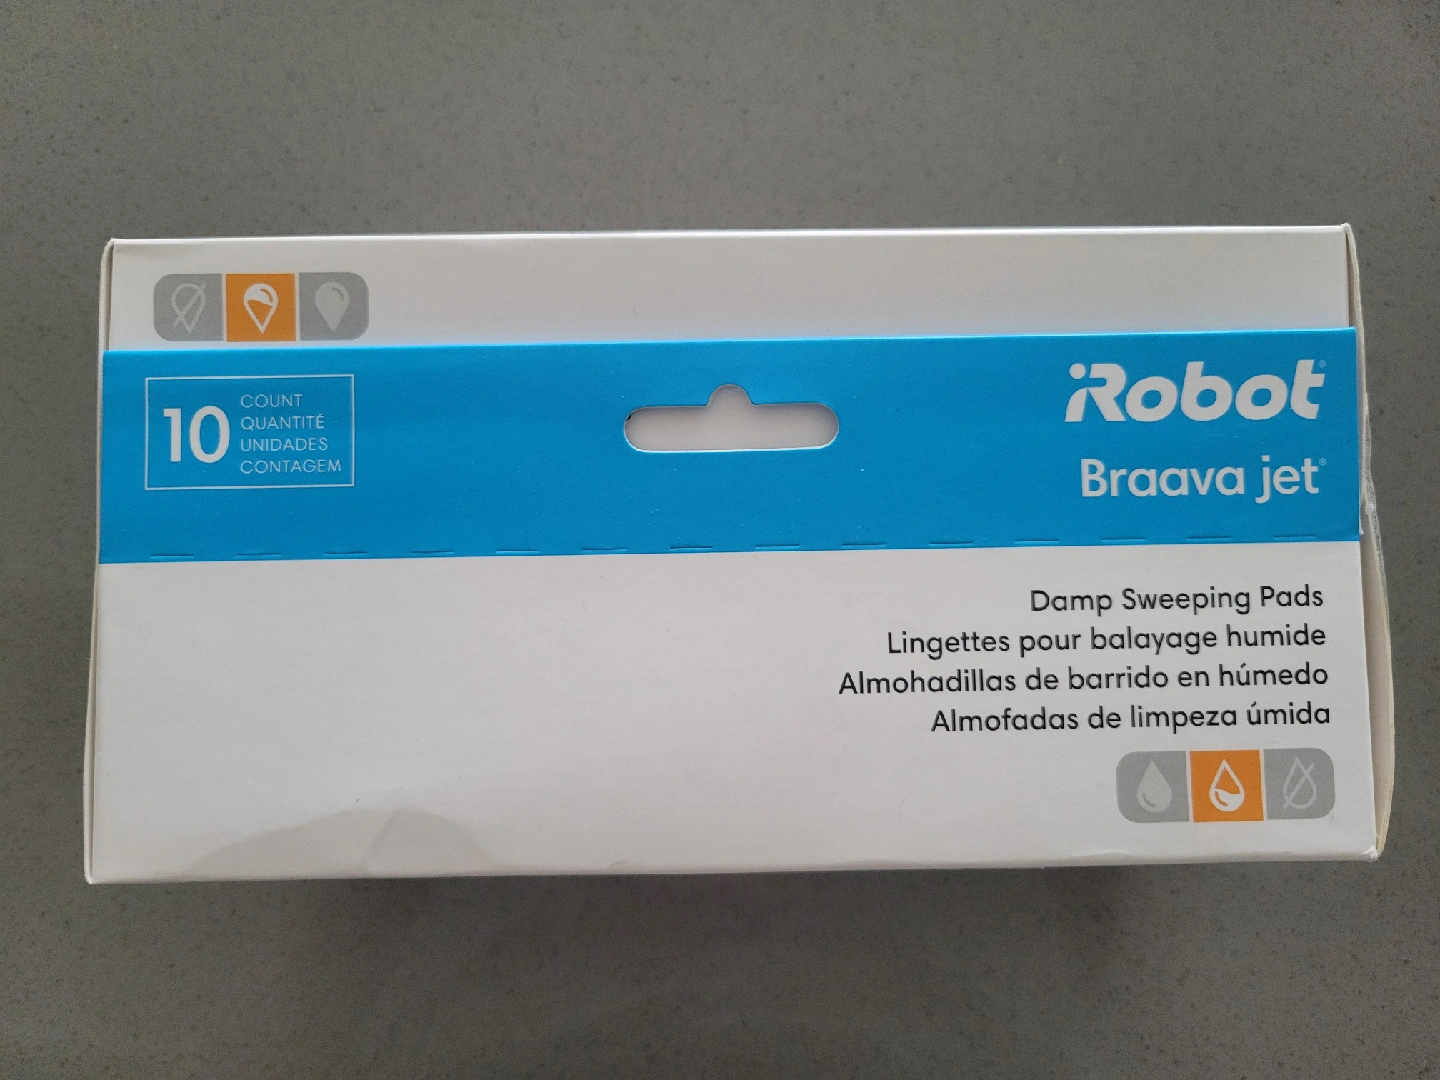 10
COUNT
QUANTITÉ
UNIDADES
CONTAGEM
iRobot®
Braava jet®
Damp Sweeping Pads
Lingettes pour balayage humide
Almohadillas de barrido en húmedo
Almofadas de limpeza úmida